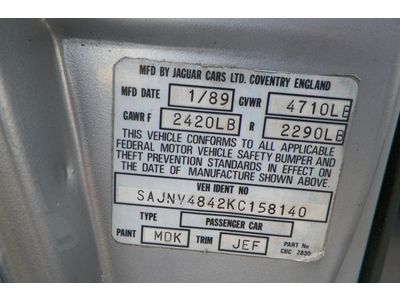 MFD BY JAGUAR CARS LTD. COVENTRY ENGLAND
MFD DATE 1/89 GVWR 4710LB
GAWR F 2420LB R 2290LB
THIS VEHICLE CONFORMS TO ALL APPLICABLE
FEDERAL MOTOR VEHICLE SAFETY BUMPER AND
THEFT PREVENTION STANDARDS IN EFFECT ON
THE DATE OF MANUFACTURE SHOWN ABOVE.
VEH IDENT NO
SAJNV4842KC158140
TYPE PASSENGER CAR
PAINT MDK TRIM JEF PART No
CBC 2830